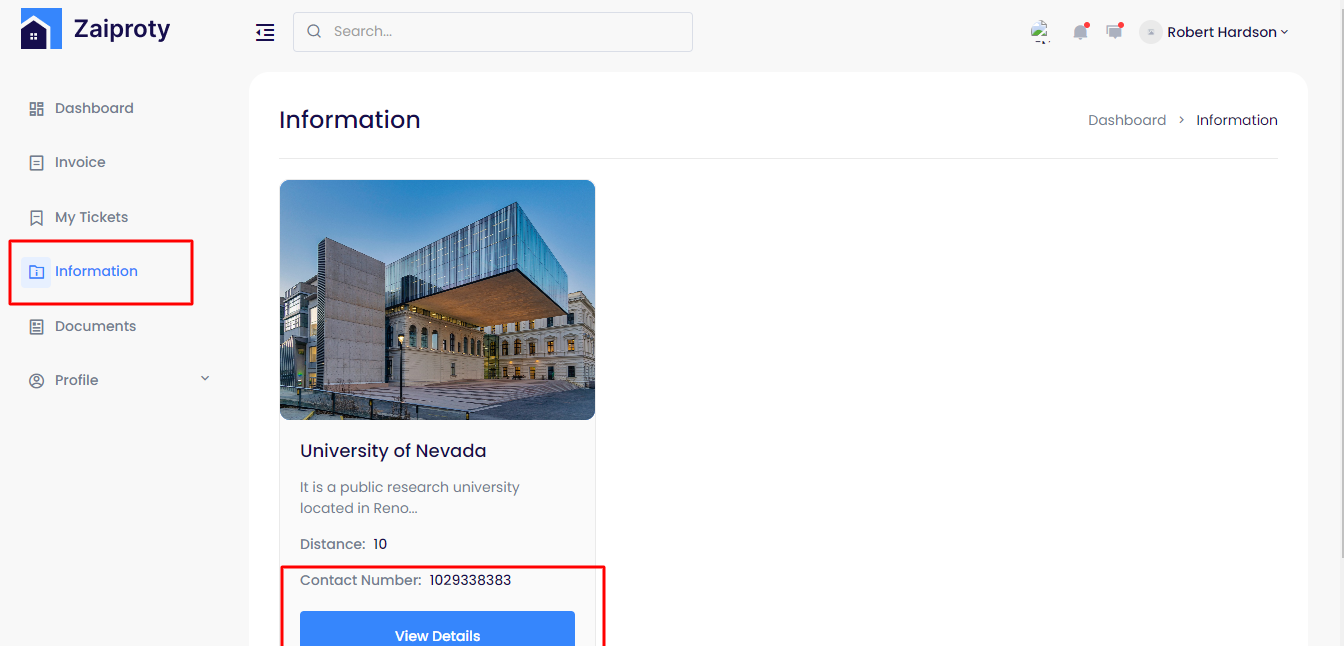 Zaiproty
Search...
Robert Hardson
Dashboard
Invoice
My Tickets
Information
Documents
Profile
Information
Dashboard > Information
University of Nevada
It is a public research university
located in Reno...
Distance: 10
Contact Number: 1029338383
View Details